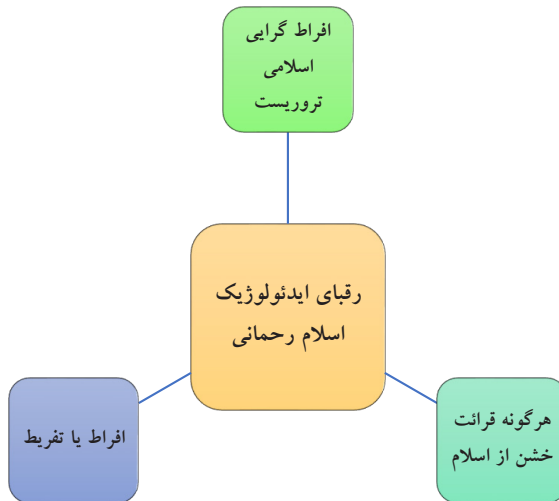 افراط گرایی
اسلامی
تروریست
رقبای ایدئولوژیک
اسلام رحمانی
هرگونه قرائت
خشن از اسلام
افراط یا تفریط